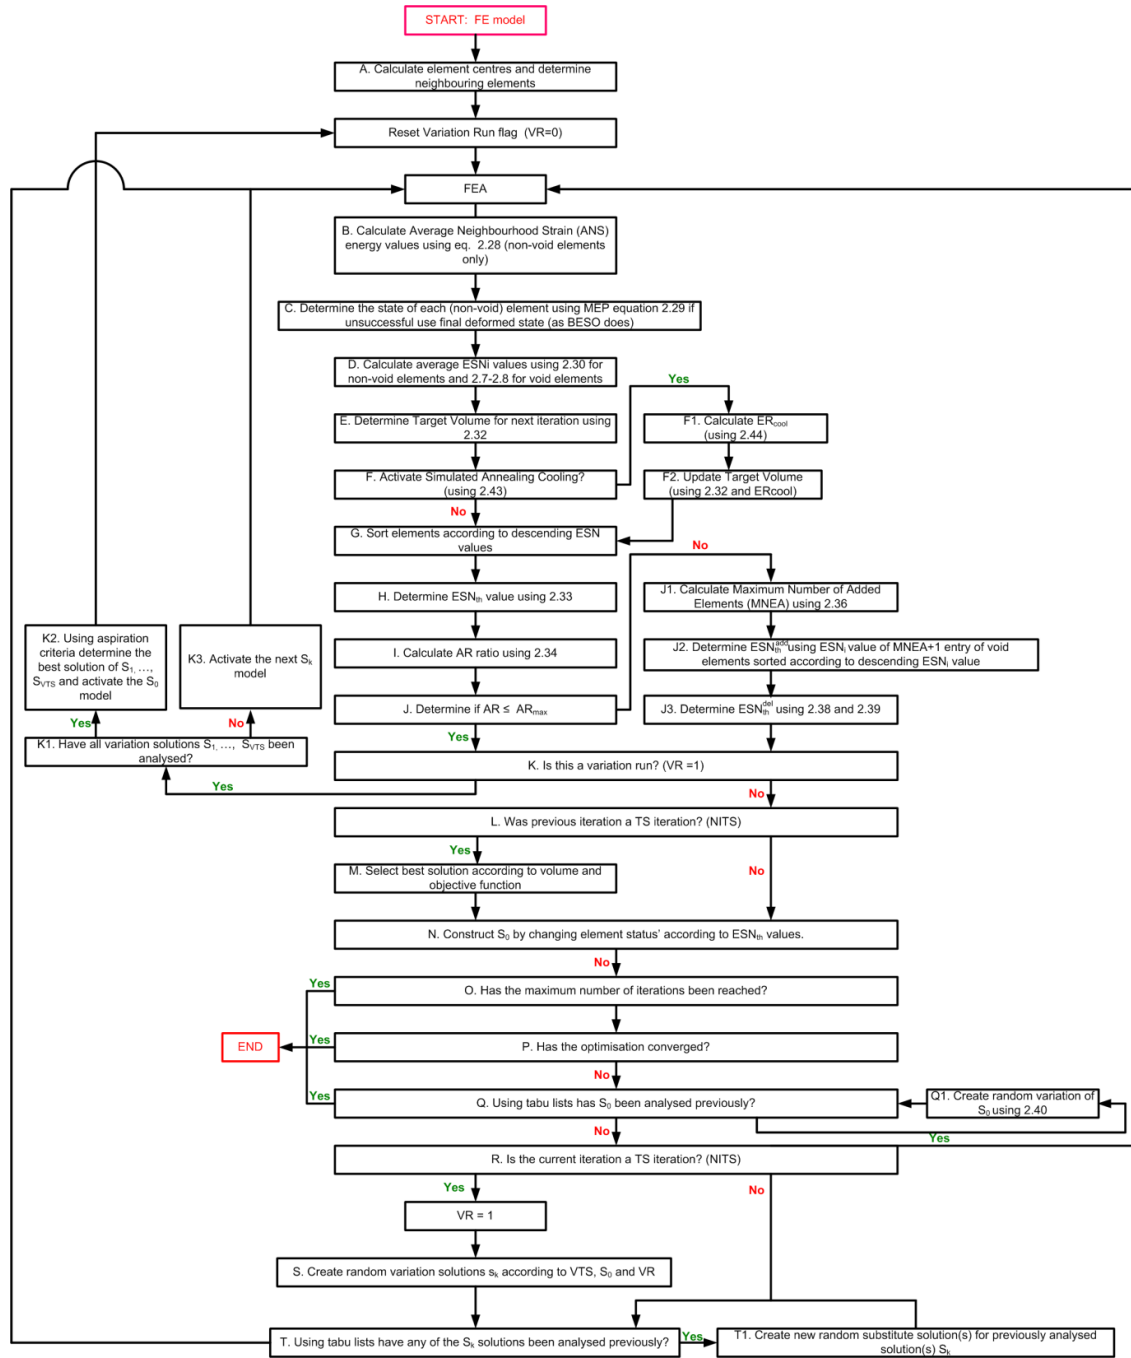 START: FE model
A. Calculate element centres and determine
neighbouring elements
Reset Variation Run flag (VR=0)
FEA
B. Calculate Average Neighbourhood Strain (ANS)
energy values using eq. 2.28 (non-void elements
only)
C. Determine the state of each (non-void) element using MEP equation 2.29 if
unsuccessful use final deformed state (as BESO does)
D. Calculate average ESNi values using 2.30 for
non-void elements and 2.7-2.8 for void elements
Yes
E. Determine Target Volume for next iteration using
2.32
F1. Calculate ERcool
(using 2.44)
F. Activate Simulated Annealing Cooling?
(using 2.43)
F2. Update Target Volume
(using 2.32 and ERcool)
No
G. Sort elements according to descending ESN
values
No
H. Determine ESNth value using 2.33
J1. Calculate Maximum Number of Added
Elements (MNEA) using 2.36
K2. Using aspiration
criteria determine the
best solution of S1, …,
SVTS and activate the S0
model
K3. Activate the next Sk
model
I. Calculate AR ratio using 2.34
J2. Determine ESNth^add using ESNi value of MNEA+1 entry of void
elements sorted according to descending ESNi value
J. Determine if AR ≤ ARmax
J3. Determine ESNth^del using 2.38 and 2.39
Yes
No
Yes
K1. Have all variation solutions S1, …, SVTS been
analysed?
K. Is this a variation run? (VR =1)
Yes
No
L. Was previous iteration a TS iteration? (NITS)
Yes
No
M. Select best solution according to volume and
objective function
N. Construct S0 by changing element status’ according to ESNth values.
No
Yes
O. Has the maximum number of iterations been reached?
END
Yes
P. Has the optimisation converged?
No
Yes
Q. Using tabu lists has S0 been analysed previously?
Q1. Create random variation of
S0 using 2.40
No
Yes
R. Is the current iteration a TS iteration? (NITS)
Yes
No
VR = 1
S. Create random variation solutions sk according to VTS, S0 and VR
T. Using tabu lists have any of the Sk solutions been analysed previously?
Yes
T1. Create new random substitute solution(s) for previously analysed
solution(s) Sk